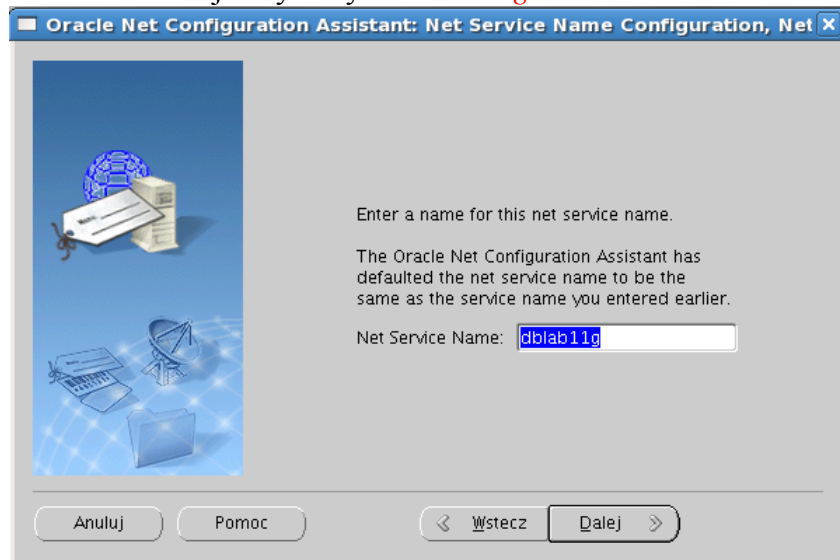 Oracle Net Configuration Assistant: Net Service Name Configuration, Net
Enter a name for this net service name.
The Oracle Net Configuration Assistant has
defaulted the net service name to be the
same as the service name you entered earlier.
Net Service Name: dblab11g
Anuluj Pomoc Wstecz Dalej